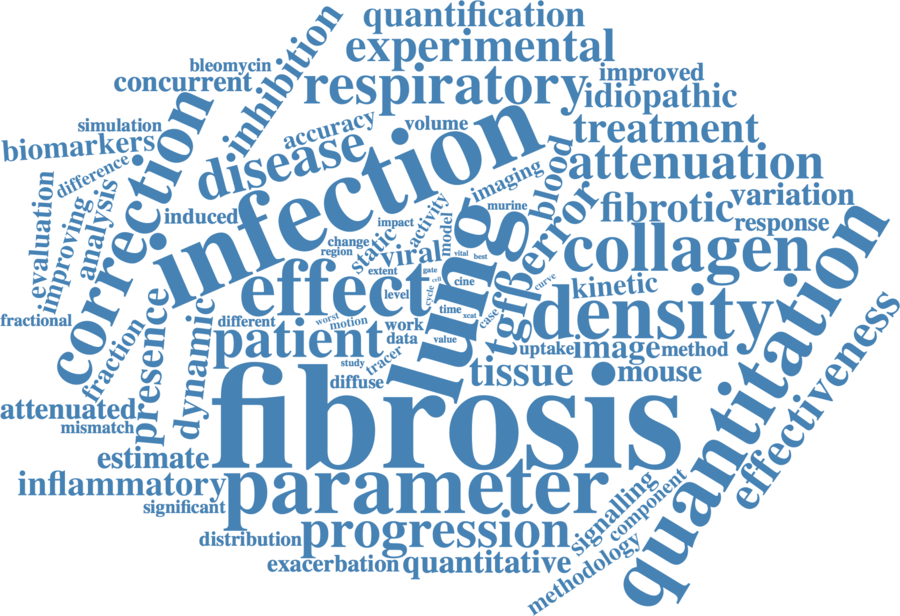 quantification
experimental
bleomycin
concurrent
inhibition
respiratory
improved
idiopathic
simulation
biomarkers
accuracy
volume
treatment
difference
correction
disease
infection
imaging
blood
attenuation
evaluation
improving
analysis
induced
impact
activity
model
murine
error
fibrotic
variation
response
change
region
static
viral
lung
vital
best
collagen
fractional
effect
extent
level
gate
cycle
cell
cine
tgfβ
curve
kinetic
fraction
presence
dynamic
different
worst
motion
work
time
xcat
case
density
quantitation
patient
data
value
uptake
image
method
study
tracer
diffuse
tissue
mouse
effectiveness
attenuated
mismatch
fibrosis
estimate
inflammatory
parameter
significant
signalling
component
distribution
progression
exacerbation
quantitative
methodology